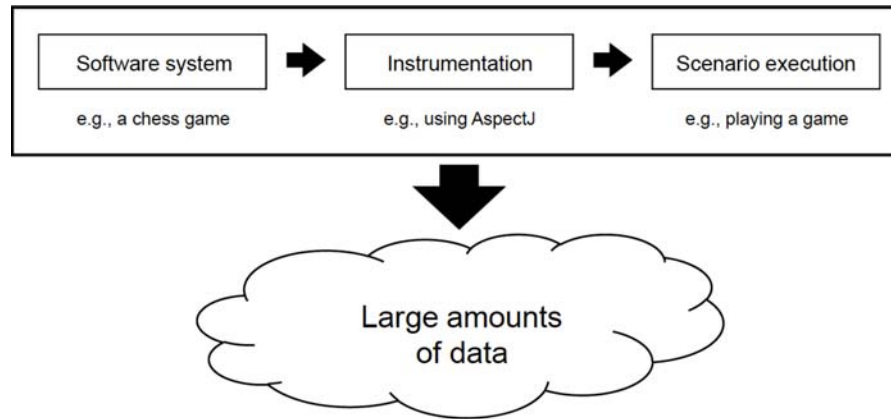 Software system
Instrumentation
Scenario execution
e.g., a chess game
e.g., using AspectJ
e.g., playing a game
Large amounts
of data